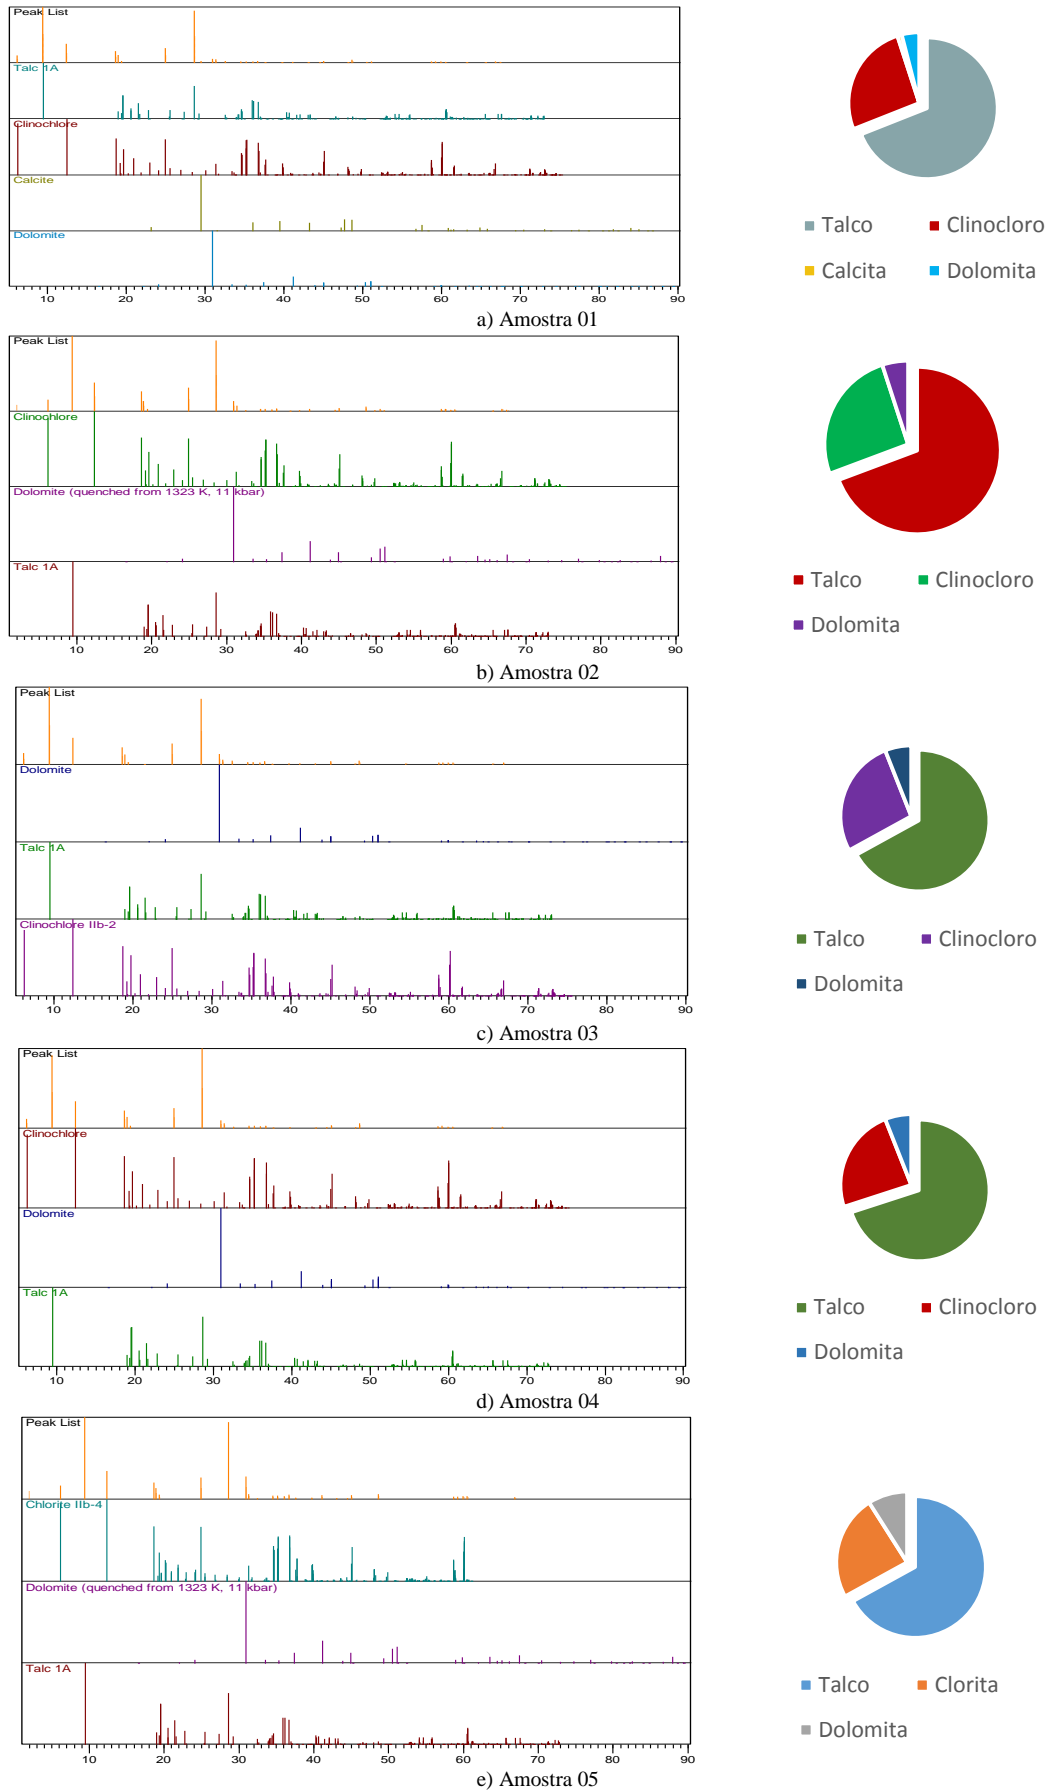 Peak List
Talc 1A
Clinochlore
Calcite
Dolomite
10 20 30 40 50 60 70 80 90
a) Amostra 01
Talco Clinocloro
Calcita Dolomita
Peak List
Clinochlore
Dolomite (quenched from 1323 K, 11 kbar)
Talc 1A
10 20 30 40 50 60 70 80 90
b) Amostra 02
Talco Clinocloro
Dolomita
Peak List
Dolomite
Talc 1A
Clinochlore IIb-2
10 20 30 40 50 60 70 80 90
c) Amostra 03
Talco Clinocloro
Dolomita
Peak List
Clinochlore
Dolomite
Talc 1A
10 20 30 40 50 60 70 80 90
d) Amostra 04
Talco Clinocloro
Dolomita
Peak List
Chlorite IIb-4
Dolomite (quenched from 1323 K, 11 kbar)
Talc 1A
10 20 30 40 50 60 70 80 90
e) Amostra 05
Talco Clorita
Dolomita